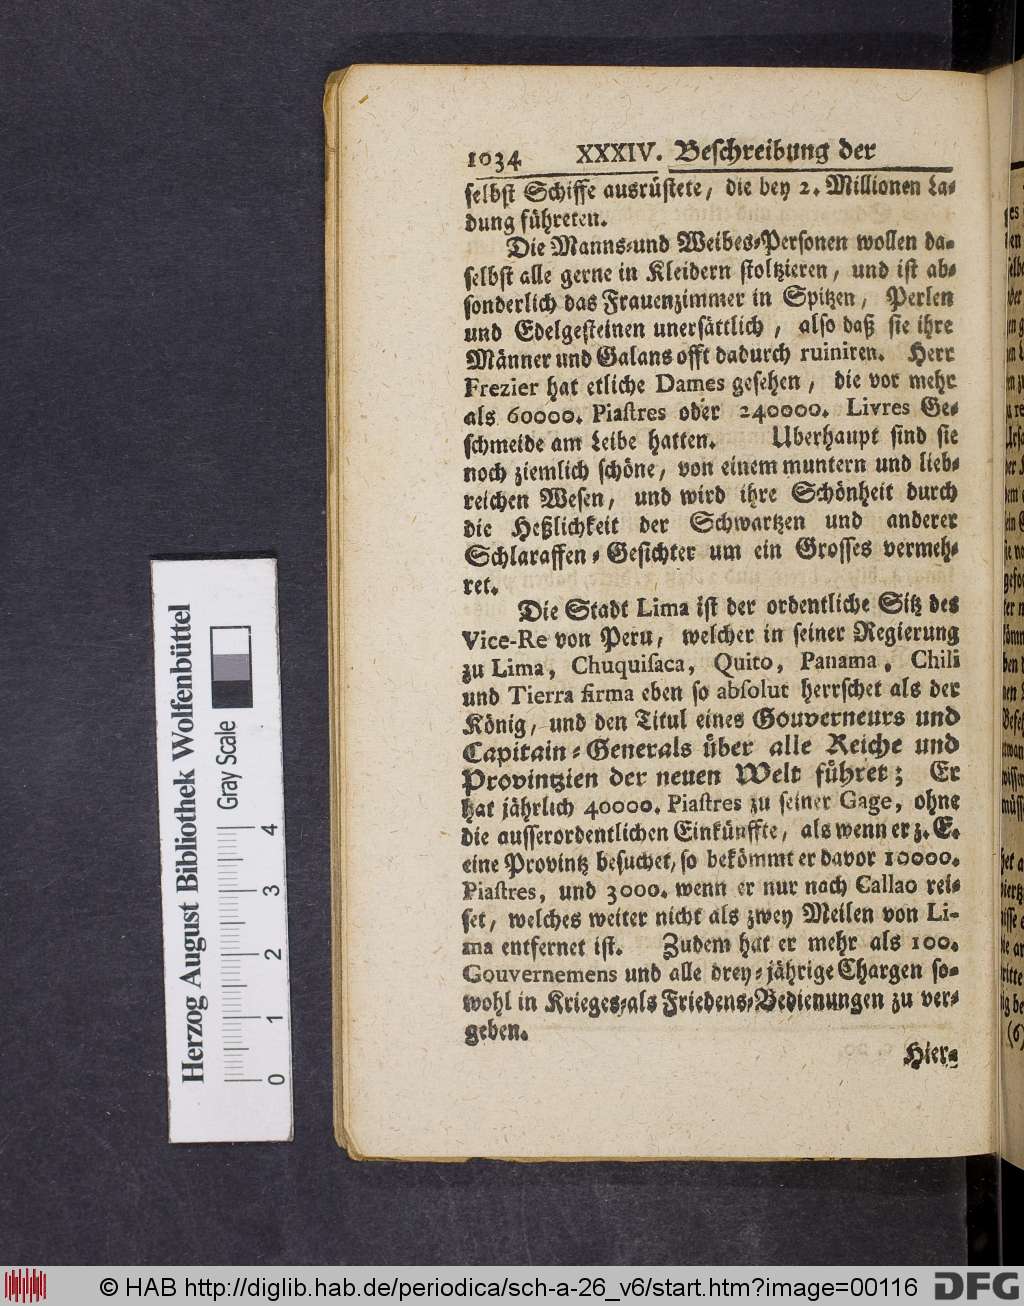 1034 XXXIV. Beschreibung der
selbst Schiffe ausrüstete, die bey 2. Millionen La-
dung führeten.
Die Manns-und Weibes-Personen wollen da-
selbst alle gerne in Kleidern stoltzieren, und ist ab-
sonderlich das Frauenzimmer in Spitzen, Perlen
und Edelgesteinen unersättlich, also daß sie ihre
Männer und Galans offt dadurch ruiniren. Herr
Frezier hat etliche Dames gesehen, die vor mehr
als 60000. Piastres oder 240000. Livres Ge-
schmeide am Leibe hatten. Uberhaupt sind sie
noch ziemlich schöne, von einem muntern und lieb-
reichen Wesen, und wird ihre Schönheit durch
die Heßlichkeit der Schwartzen und anderer
Schlaraffen-Gesichter um ein Grosses vermeh-
ret.
Die Stadt Lima ist der ordentliche Sitz des
Vice-Re von Peru, welcher in seiner Regierung
zu Lima, Chuquisaca, Quito, Panama, Chili
und Tierra firma eben so absolut herrschet als der
König, und den Titul eines Gouverneurs und
Capitain-Generals über alle Reiche und
Provintzien der neuen Welt führet; Er
hat jährlich 40000. Piastres zu seiner Gage, ohne
die ausserordentlichen Einkünffte, als wenn er z. E.
eine Provintz besuchet, so bekömmt er davor 10000.
Piastres, und 3000. wenn er nur nach Callao rei-
set, welches weiter nicht als zwey Meilen von Li-
ma entfernet ist. Zudem hat er mehr als 100.
Gouvernemens und alle drey-jährige Chargen so-
wohl in Krieges-als Friedens-Bedienungen zu ver-
geben.
Hier-
Herzog August Bibliothek Wolfenbüttel
Gray Scale
0 1 2 3 4
© HAB http://diglib.hab.de/periodica/sch-a-26_v6/start.htm?image=00116
DFG